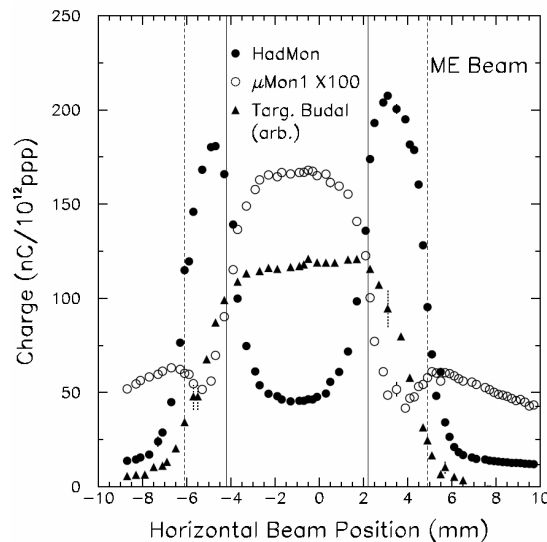 250
200
150
100
50
0
Charge (nC/10¹²ppp)
HadMon
μMon1 X100
Targ. Budal
(arb.)
ME Beam
−10 −8 −6 −4 −2 0 2 4 6 8 10
Horizontal Beam Position (mm)